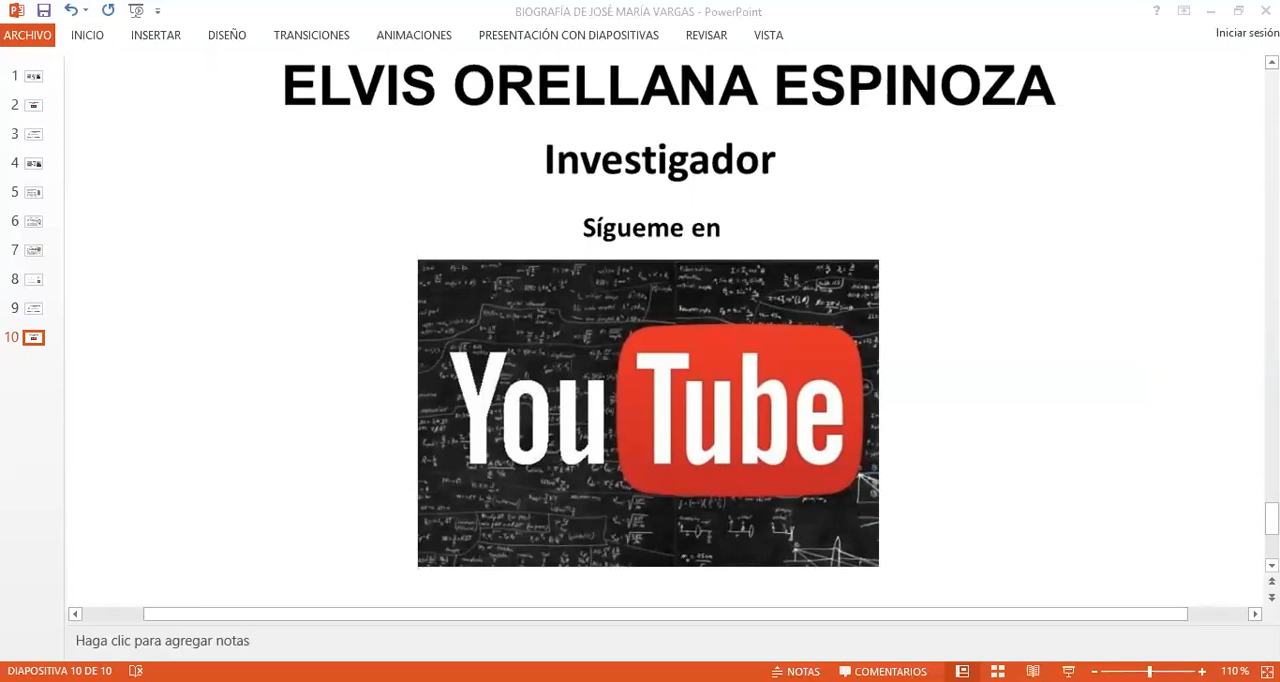 BIOGRAFÍA DE JOSÈ MARÍA VARGAS - PowerPoint
ARCHIVO INICIO INSERTAR DISEÑO TRANSICIONES ANIMACIONES PRESENTACIÓN CON DIAPOSITIVAS REVISAR VISTA Iniciar sesión
ELVIS ORELLANA ESPINOZA
Investigador
Sígueme en
YouTube
1
2
3
4
5
6
7
8
9
10
Haga clic para agregar notas
DIAPOSITIVA 10 DE 10 NOTAS COMENTARIOS 110 %